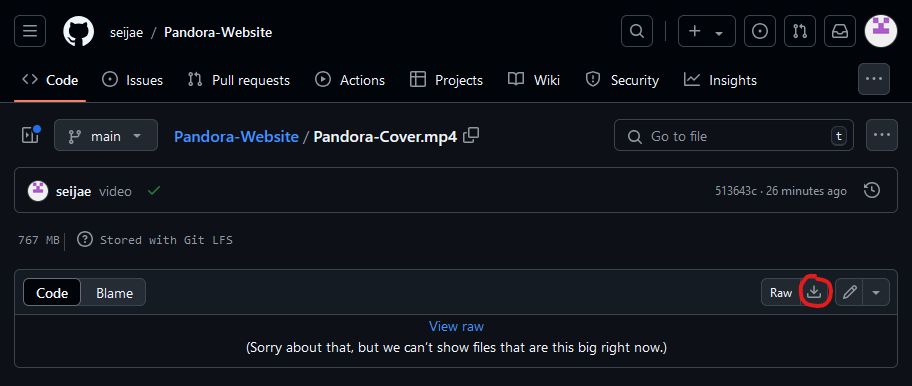 seijae / Pandora-Website
Code Issues Pull requests Actions Projects Wiki Security Insights
main Pandora-Website / Pandora-Cover.mp4 Go to file t
seijae video 513643c · 26 minutes ago
767 MB Stored with Git LFS
Code Blame Raw
View raw
(Sorry about that, but we can't show files that are this big right now.)